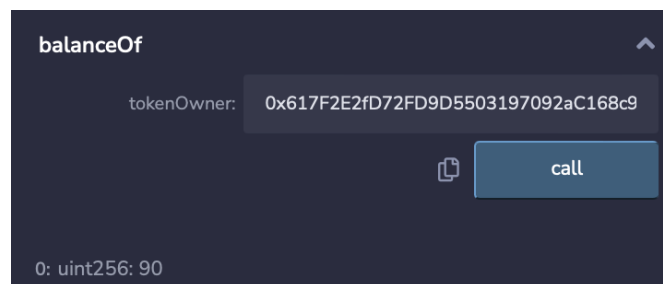 balanceOf
tokenOwner: 0x617F2E2fD72FD9D5503197092aC168c9
call
0: uint256: 90